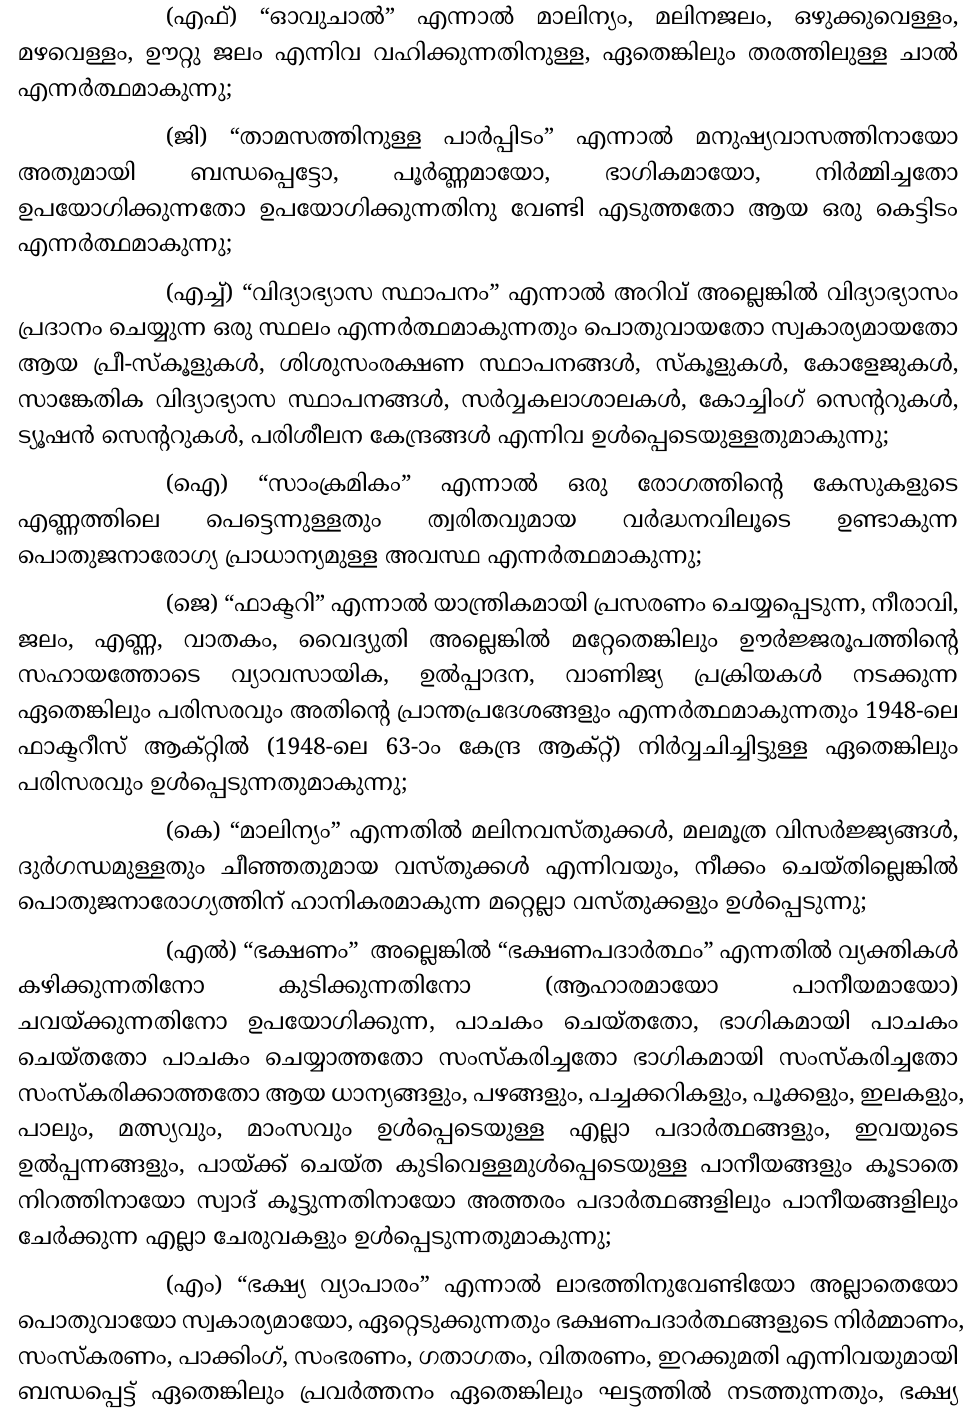 (എഫ്) “ഓവുചാൽ” എന്നാൽ മാലിന്യം, മലിനജലം, ഒഴുക്കുവെള്ളം,
മഴവെള്ളം, ഊറ്റു ജലം എന്നിവ വഹിക്കുന്നതിനുള്ള, ഏതെങ്കിലും തരത്തിലുള്ള ചാൽ
എന്നർത്ഥമാകുന്നു;
(ജി) “താമസത്തിനുള്ള പാർപ്പിടം” എന്നാൽ മനുഷ്യവാസത്തിനായോ
അതുമായി ബന്ധപ്പെട്ടോ, പൂർണ്ണമായോ, ഭാഗികമായോ, നിർമ്മിച്ചതോ
ഉപയോഗിക്കുന്നതോ ഉപയോഗിക്കുന്നതിനു വേണ്ടി എടുത്തതോ ആയ ഒരു കെട്ടിടം
എന്നർത്ഥമാകുന്നു;
(എച്ച്) “വിദ്യാഭ്യാസ സ്ഥാപനം” എന്നാൽ അറിവ് അല്ലെങ്കിൽ വിദ്യാഭ്യാസം
പ്രദാനം ചെയ്യുന്ന ഒരു സ്ഥലം എന്നർത്ഥമാകുന്നതും പൊതുവായതോ സ്വകാര്യമായതോ
ആയ പ്രീ-സ്കൂളുകൾ, ശിശുസംരക്ഷണ സ്ഥാപനങ്ങൾ, സ്കൂളുകൾ, കോളേജുകൾ,
സാങ്കേതിക വിദ്യാഭ്യാസ സ്ഥാപനങ്ങൾ, സർവ്വകലാശാലകൾ, കോച്ചിംഗ് സെന്ററുകൾ,
ട്യൂഷൻ സെന്ററുകൾ, പരിശീലന കേന്ദ്രങ്ങൾ എന്നിവ ഉൾപ്പെടെയുള്ളതുമാകുന്നു;
(ഐ) “സാംക്രമികം” എന്നാൽ ഒരു രോഗത്തിന്റെ കേസുകളുടെ
എണ്ണത്തിലെ പെട്ടെന്നുള്ളതും ത്വരിതവുമായ വർദ്ധനവിലൂടെ ഉണ്ടാകുന്ന
പൊതുജനാരോഗ്യ പ്രാധാന്യമുള്ള അവസ്ഥ എന്നർത്ഥമാകുന്നു;
(ജെ) “ഫാക്ടറി” എന്നാൽ യാന്ത്രികമായി പ്രസരണം ചെയ്യപ്പെടുന്ന, നീരാവി,
ജലം, എണ്ണ, വാതകം, വൈദ്യുതി അല്ലെങ്കിൽ മറ്റേതെങ്കിലും ഊർജ്ജരൂപത്തിന്റെ
സഹായത്തോടെ വ്യാവസായിക, ഉൽപ്പാദന, വാണിജ്യ പ്രക്രിയകൾ നടക്കുന്ന
ഏതെങ്കിലും പരിസരവും അതിന്റെ പ്രാന്തപ്രദേശങ്ങളും എന്നർത്ഥമാകുന്നതും 1948-ലെ
ഫാക്ടറീസ് ആക്റ്റിൽ (1948-ലെ 63-ാം കേന്ദ്ര ആക്റ്റ്) നിർവ്വചിച്ചിട്ടുള്ള ഏതെങ്കിലും
പരിസരവും ഉൾപ്പെടുന്നതുമാകുന്നു;
(കെ) “മാലിന്യം” എന്നതിൽ മലിനവസ്തുക്കൾ, മലമൂത്ര വിസർജ്ജ്യങ്ങൾ,
ദുർഗന്ധമുള്ളതും ചീഞ്ഞതുമായ വസ്തുക്കൾ എന്നിവയും, നീക്കം ചെയ്തില്ലെങ്കിൽ
പൊതുജനാരോഗ്യത്തിന് ഹാനികരമാകുന്ന മറ്റെല്ലാ വസ്തുക്കളും ഉൾപ്പെടുന്നു;
(എൽ) “ഭക്ഷണം” അല്ലെങ്കിൽ “ഭക്ഷണപദാർത്ഥം” എന്നതിൽ വ്യക്തികൾ
കഴിക്കുന്നതിനോ കുടിക്കുന്നതിനോ (ആഹാരമായോ പാനീയമായോ)
ചവയ്ക്കുന്നതിനോ ഉപയോഗിക്കുന്ന, പാചകം ചെയ്തതോ, ഭാഗികമായി പാചകം
ചെയ്തതോ പാചകം ചെയ്യാത്തതോ സംസ്കരിച്ചതോ ഭാഗികമായി സംസ്കരിച്ചതോ
സംസ്കരിക്കാത്തതോ ആയ ധാന്യങ്ങളും, പഴങ്ങളും, പച്ചക്കറികളും, പൂക്കളും, ഇലകളും,
പാലും, മത്സ്യവും, മാംസവും ഉൾപ്പെടെയുള്ള എല്ലാ പദാർത്ഥങ്ങളും, ഇവയുടെ
ഉൽപ്പന്നങ്ങളും, പായ്ക്ക് ചെയ്ത കുടിവെള്ളമുൾപ്പെടെയുള്ള പാനീയങ്ങളും കൂടാതെ
നിറത്തിനായോ സ്വാദ് കൂട്ടുന്നതിനായോ അത്തരം പദാർത്ഥങ്ങളിലും പാനീയങ്ങളിലും
ചേർക്കുന്ന എല്ലാ ചേരുവകളും ഉൾപ്പെടുന്നതുമാകുന്നു;
(എം) “ഭക്ഷ്യ വ്യാപാരം” എന്നാൽ ലാഭത്തിനുവേണ്ടിയോ അല്ലാതെയോ
പൊതുവായോ സ്വകാര്യമായോ, ഏറ്റെടുക്കുന്നതും ഭക്ഷണപദാർത്ഥങ്ങളുടെ നിർമ്മാണം,
സംസ്കരണം, പാക്കിംഗ്, സംഭരണം, ഗതാഗതം, വിതരണം, ഇറക്കുമതി എന്നിവയുമായി
ബന്ധപ്പെട്ട് ഏതെങ്കിലും പ്രവർത്തനം ഏതെങ്കിലും ഘട്ടത്തിൽ നടത്തുന്നതും, ഭക്ഷ്യ